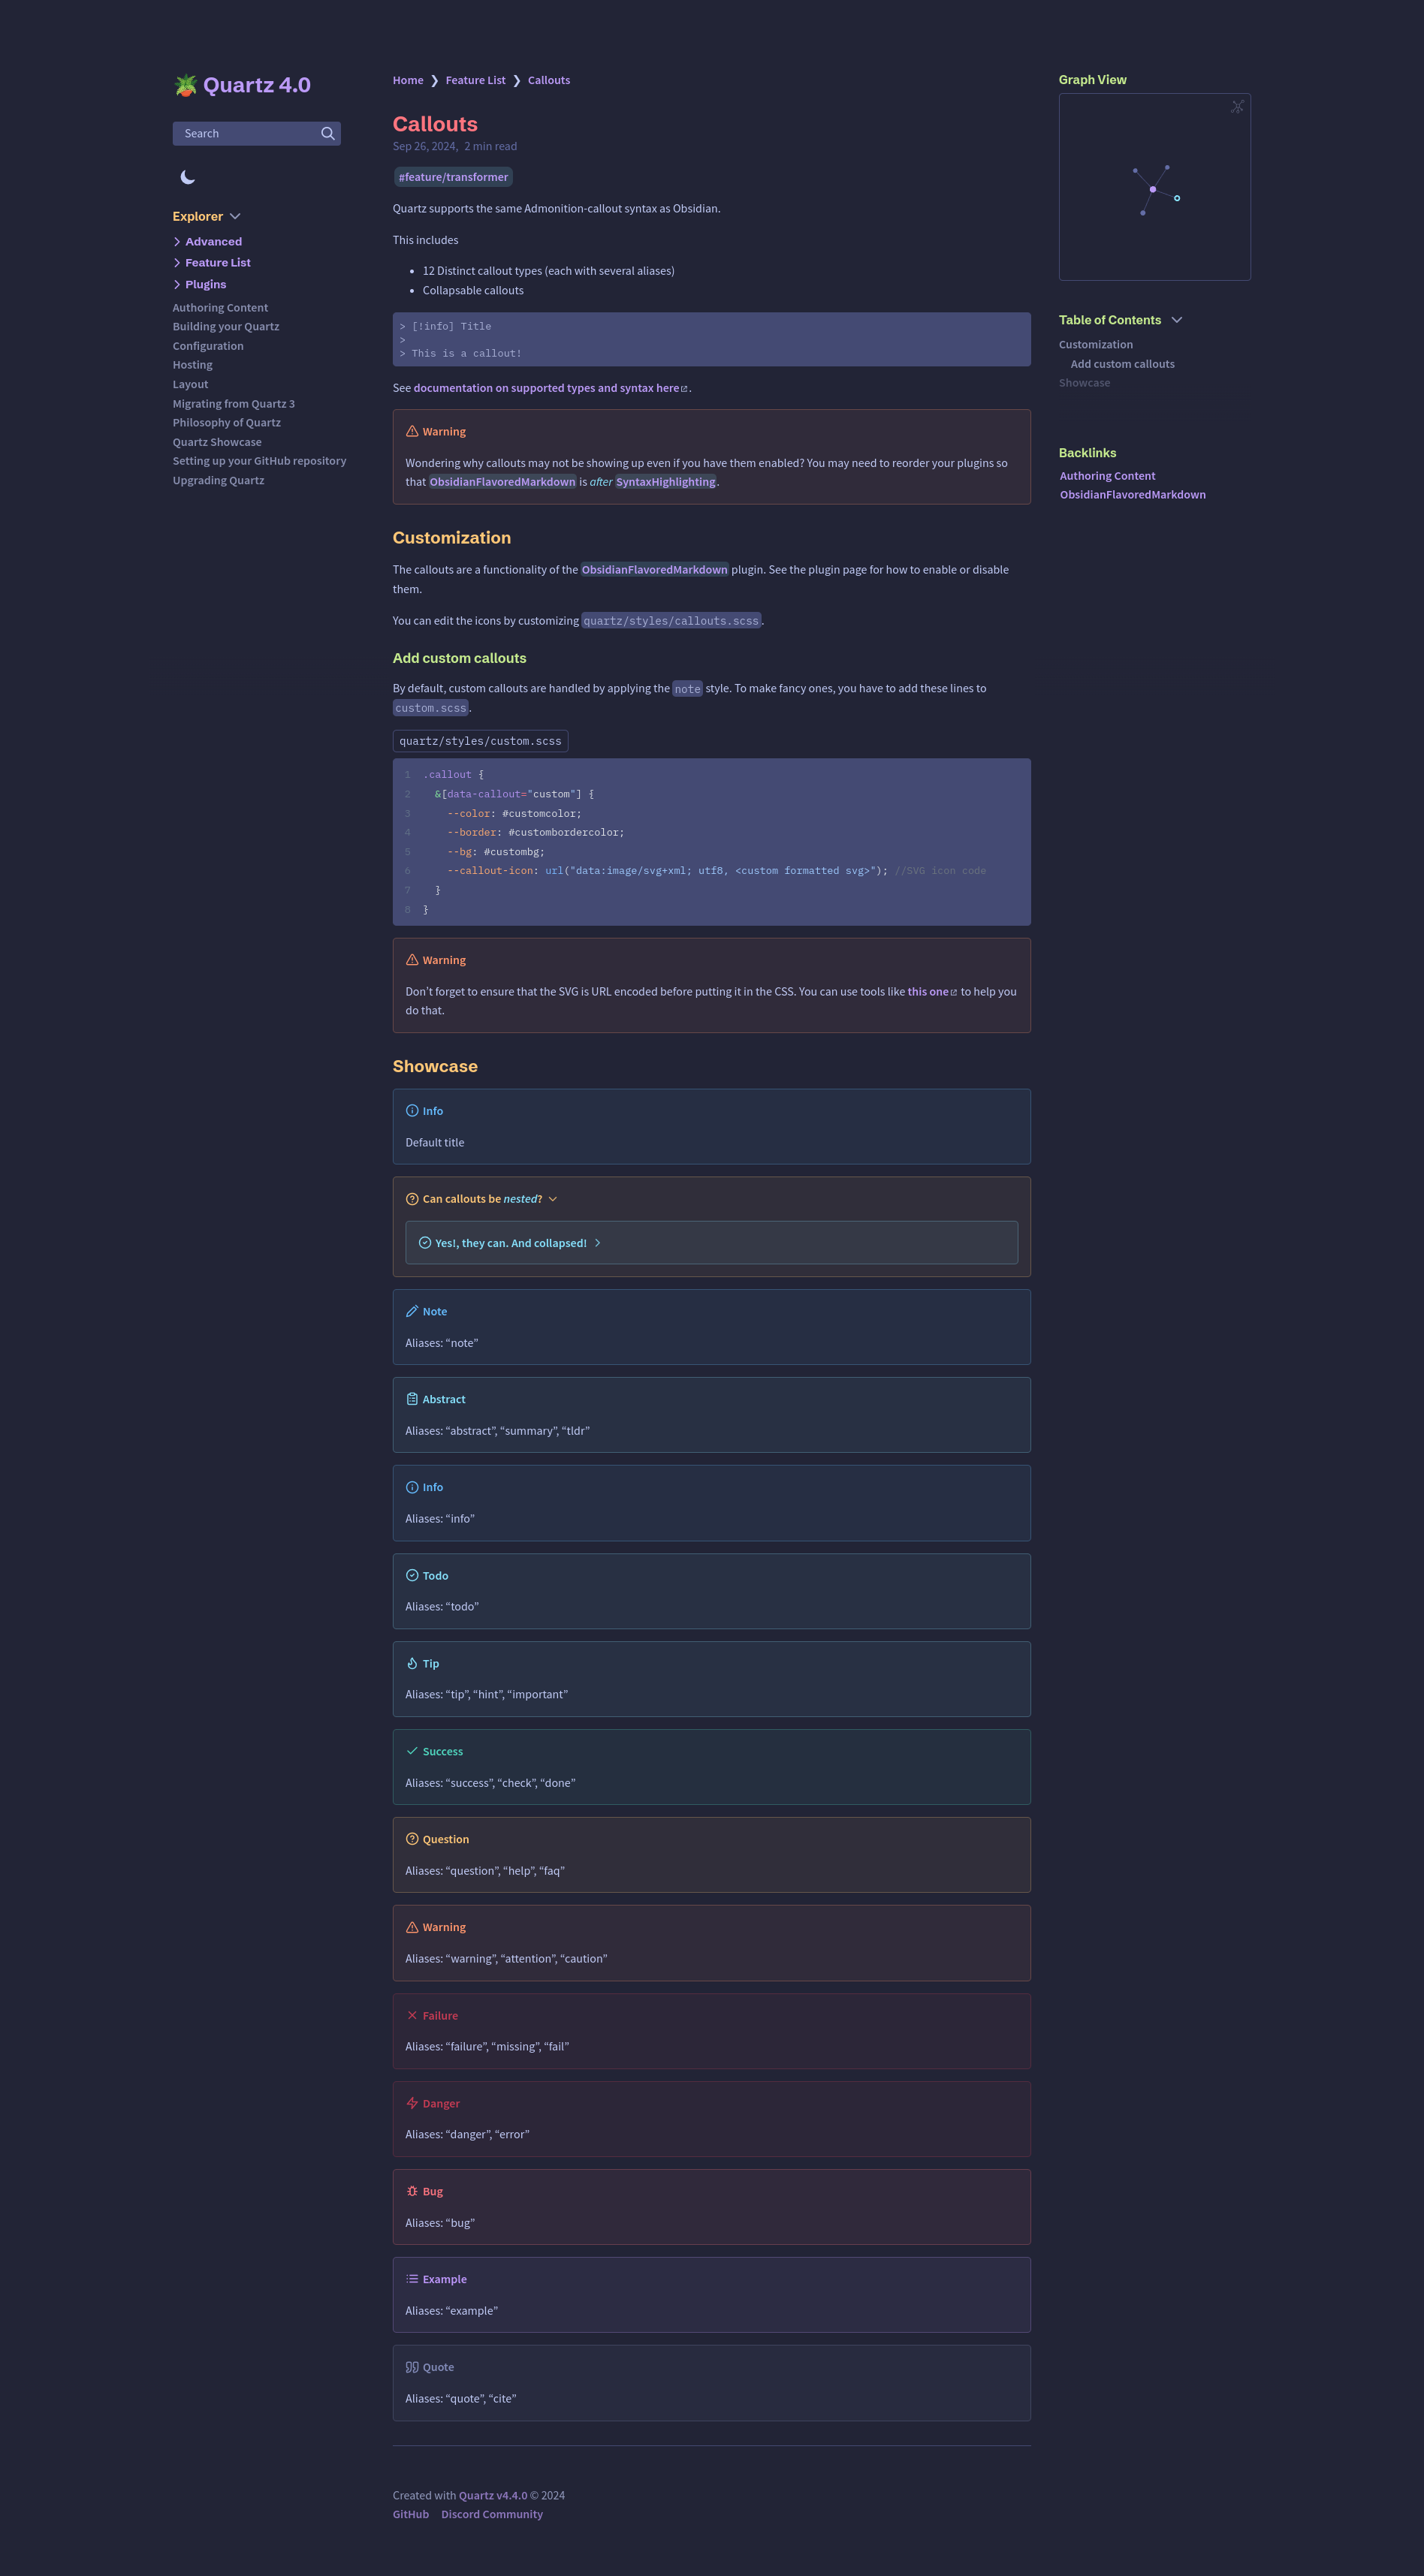 🪴 Quartz 4.0
Search
Explorer
Advanced
Feature List
Plugins
Authoring Content
Building your Quartz
Configuration
Hosting
Layout
Migrating from Quartz 3
Philosophy of Quartz
Quartz Showcase
Setting up your GitHub repository
Upgrading Quartz
Home ❯ Feature List ❯ Callouts
Callouts
Sep 26, 2024, 2 min read
#feature/transformer
Quartz supports the same Admonition-callout syntax as Obsidian.
This includes
• 12 Distinct callout types (each with several aliases)
• Collapsable callouts
> [!info] Title
>
> This is a callout!
See documentation on supported types and syntax here.
Warning
Wondering why callouts may not be showing up even if you have them enabled? You may need to reorder your plugins so
that ObsidianFlavoredMarkdown is after SyntaxHighlighting.
Customization
The callouts are a functionality of the ObsidianFlavoredMarkdown plugin. See the plugin page for how to enable or disable
them.
You can edit the icons by customizing quartz/styles/callouts.scss.
Add custom callouts
By default, custom callouts are handled by applying the note style. To make fancy ones, you have to add these lines to
custom.scss.
quartz/styles/custom.scss
1 .callout {
2 &[data-callout="custom"] {
3 --color: #customcolor;
4 --border: #custombordercolor;
5 --bg: #custombg;
6 --callout-icon: url("data:image/svg+xml; utf8, <custom formatted svg>"); //SVG icon code
7 }
8 }
Warning
Don’t forget to ensure that the SVG is URL encoded before putting it in the CSS. You can use tools like this one to help you
do that.
Showcase
Info
Default title
Can callouts be nested?
Yes!, they can. And collapsed!
Note
Aliases: “note”
Abstract
Aliases: “abstract”, “summary”, “tldr”
Info
Aliases: “info”
Todo
Aliases: “todo”
Tip
Aliases: “tip”, “hint”, “important”
Success
Aliases: “success”, “check”, “done”
Question
Aliases: “question”, “help”, “faq”
Warning
Aliases: “warning”, “attention”, “caution”
Failure
Aliases: “failure”, “missing”, “fail”
Danger
Aliases: “danger”, “error”
Bug
Aliases: “bug”
Example
Aliases: “example”
Quote
Aliases: “quote”, “cite”
Created with Quartz v4.4.0 © 2024
GitHub Discord Community
Graph View
Table of Contents
Customization
Add custom callouts
Showcase
Backlinks
Authoring Content
ObsidianFlavoredMarkdown